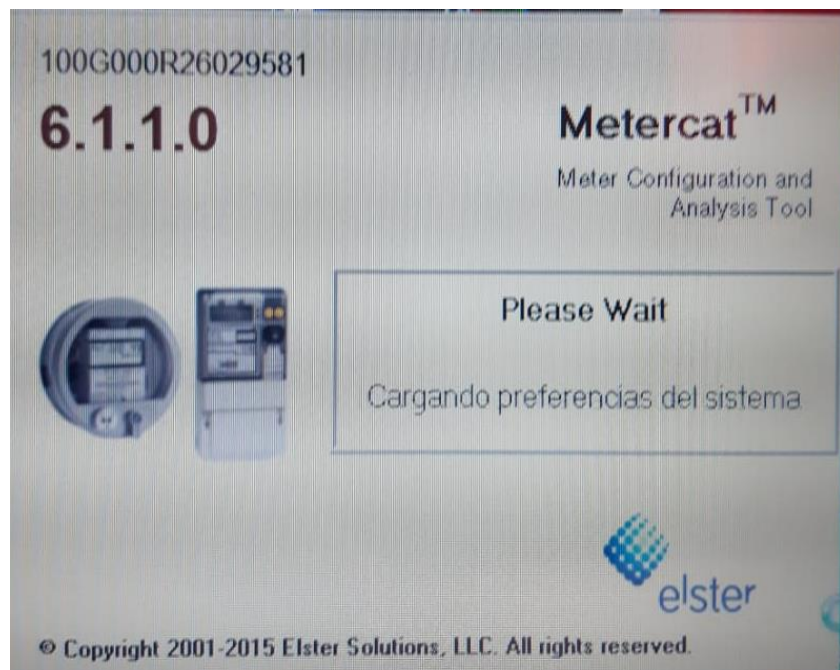 100G000R26029581
6.1.1.0
Metercat™
Meter Configuration and
Analysis Tool
Please Wait
Cargando preferencias del sistema
elster
© Copyright 2001-2015 Elster Solutions, LLC. All rights reserved.